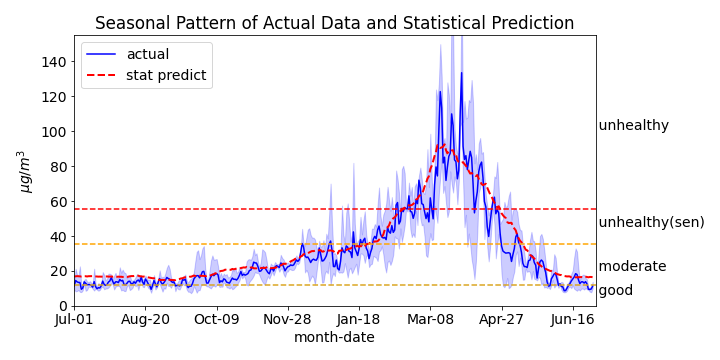 Seasonal Pattern of Actual Data and Statistical Prediction
actual
stat predict
μg/m³
140
120
100
80
60
40
20
0
unhealthy
unhealthy(sen)
moderate
good
Jul-01 Aug-20 Oct-09 Nov-28 Jan-18 Mar-08 Apr-27 Jun-16
month-date